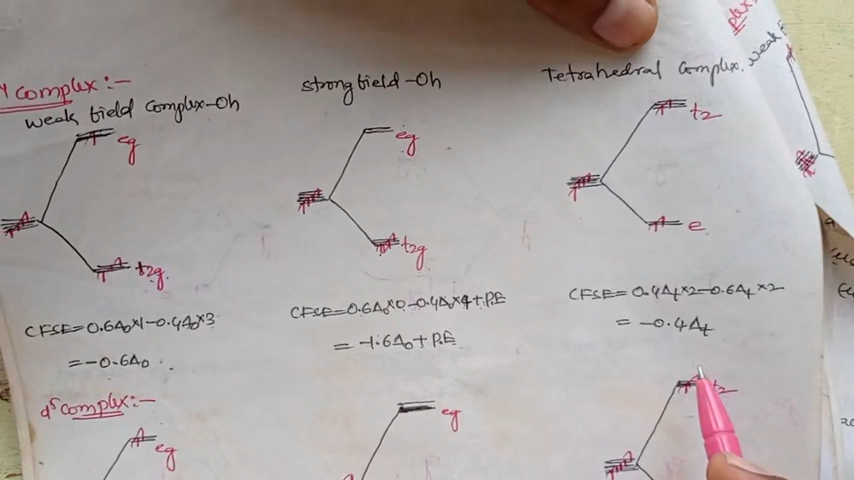 complex:-
weak field complex-Oh
eg
t2g
CFSE=0.6Δ₀×1-0.4Δ₀×3
=-0.6Δ₀
strong field-Oh
eg
t2g
CFSE=0.6Δ₀×0-0.4Δ₀×4+P.E
= -1.6Δ₀+P.E
Tetrahedral complex.
t2
e
CFSE=0.4Δt×2-0.6Δt×2
= -0.4Δt
weak
d⁵ complex:-
eg
eg
t2